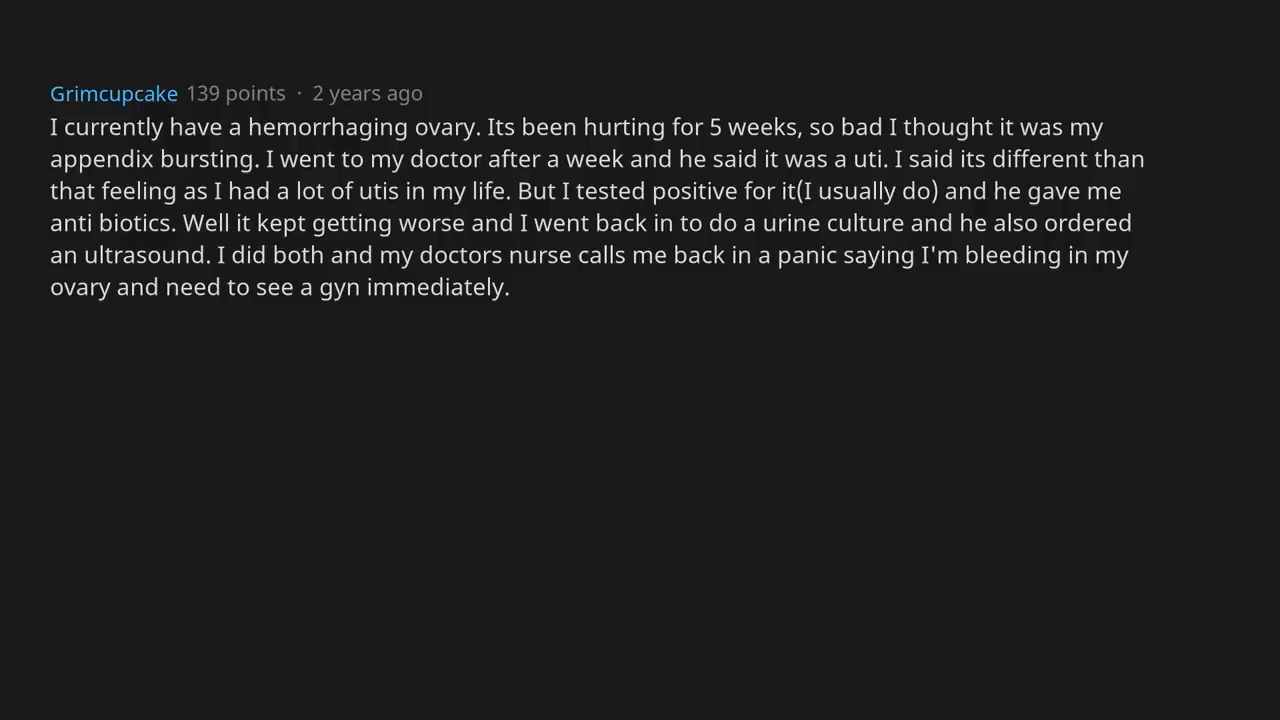 Grimcupcake 139 points · 2 years ago
I currently have a hemorrhaging ovary. Its been hurting for 5 weeks, so bad I thought it was my
appendix bursting. I went to my doctor after a week and he said it was a uti. I said its different than
that feeling as I had a lot of utis in my life. But I tested positive for it(I usually do) and he gave me
anti biotics. Well it kept getting worse and I went back in to do a urine culture and he also ordered
an ultrasound. I did both and my doctors nurse calls me back in a panic saying I'm bleeding in my
ovary and need to see a gyn immediately.